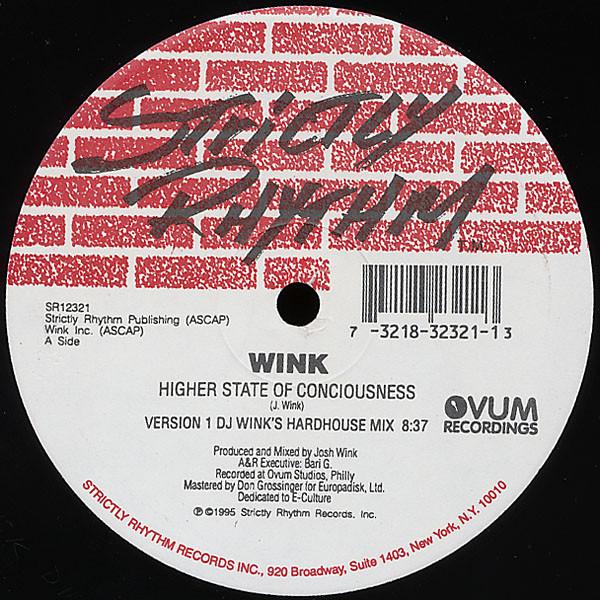 STRICTLY
RHYTHM
T.M.
SR12321
Strictly Rhythm Publishing (ASCAP)
Wink Inc. (ASCAP)
A Side
7 -3218-32321-1 3
WINK
HIGHER STATE OF CONCIOUSNESS
(J. Wink)
VERSION 1 DJ WINK'S HARDHOUSE MIX 8:37
OVUM
RECORDINGS
Produced and Mixed by Josh Wink
A&R Executive: Bari G.
Recorded at Ovum Studios, Philly
Mastered by Don Grossinger for Europadisk, Ltd.
Dedicated to E-Culture
℗©1995 Strictly Rhythm Records, Inc.
STRICTLY RHYTHM RECORDS INC., 920 Broadway, Suite 1403, New York, N.Y. 10010